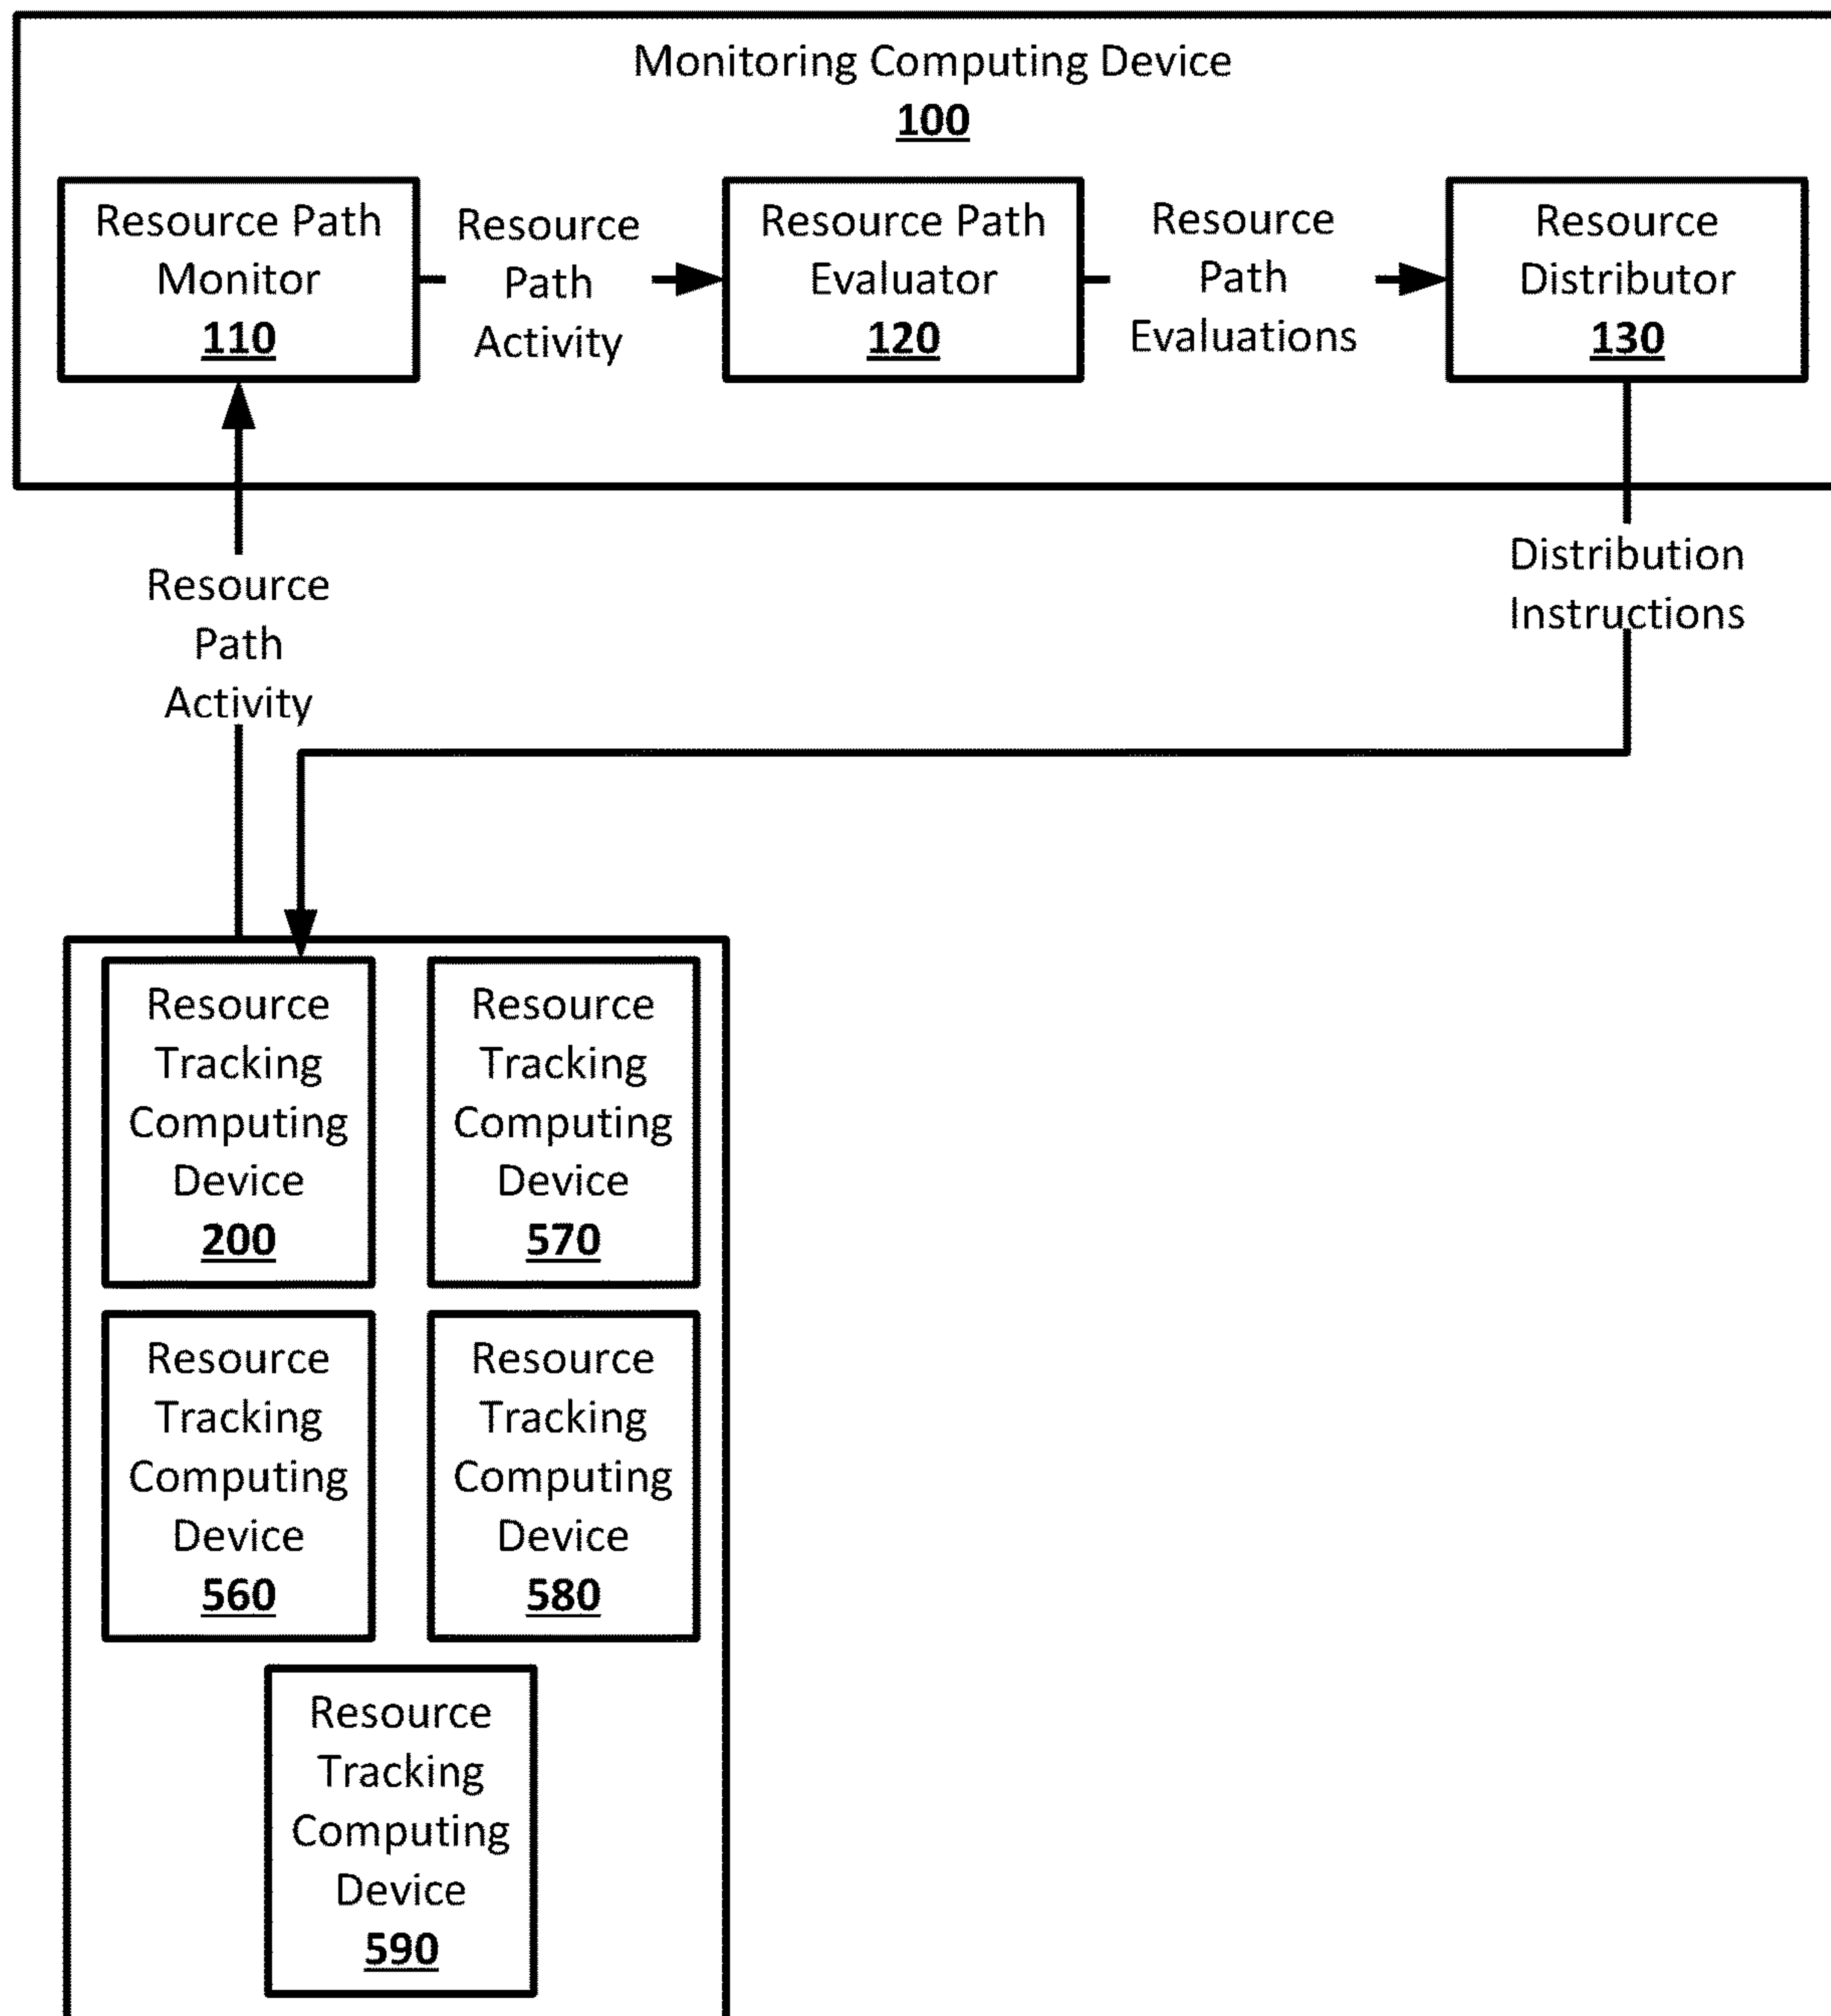 Monitoring Computing Device
100
Resource Path
Monitor
110
Resource
Path
Activity
Resource Path
Evaluator
120
Resource
Path
Evaluations
Resource
Distributor
130
Resource
Path
Activity
Distribution
Instructions
Resource
Tracking
Computing
Device
200
Resource
Tracking
Computing
Device
570
Resource
Tracking
Computing
Device
560
Resource
Tracking
Computing
Device
580
Resource
Tracking
Computing
Device
590